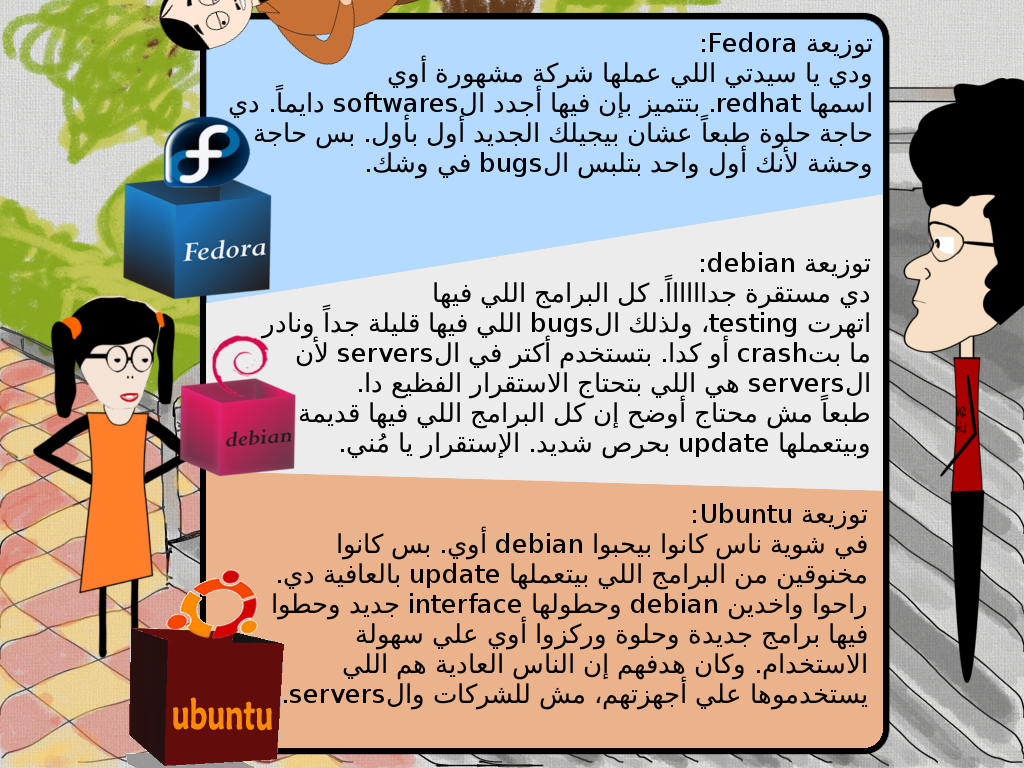 توزيعة Fedora:
ودي يا سيدتي اللي عملها شركة مشهورة أوي
اسمها redhat. بتتميز بإن فيها أجدد الsoftwares دايماً. دي
حاجة حلوة طبعاً عشان بيجيلك الجديد أول بأول. بس حاجة
وحشة لأنك أول واحد بتلبس الbugs في وشك.
Fedora
توزيعة debian:
دي مستقرة جدااااااً. كل البرامج اللي فيها
اتهرت testing، ولذلك الbugs اللي فيها قليلة جداً ونادر
ما بتcrash أو كدا. بتستخدم أكتر في الservers لأن
الservers هي اللي بتحتاج الاستقرار الفظيع دا.
طبعاً مش محتاج أوضح إن كل البرامج اللي فيها قديمة
وبيتعملها update بحرص شديد. الإستقرار يا مُني.
debian
توزيعة Ubuntu:
في شوية ناس كانوا بيحبوا debian أوي. بس كانوا
مخنوقين من البرامج اللي بيتعملها update بالعافية دي.
راحوا واخدين debian وحطولها interface جديد وحطوا
فيها برامج جديدة وحلوة وركزوا أوي علي سهولة
الاستخدام. وكان هدفهم إن الناس العادية هم اللي
يستخدموها علي أجهزتهم، مش للشركات والservers.
ubuntu